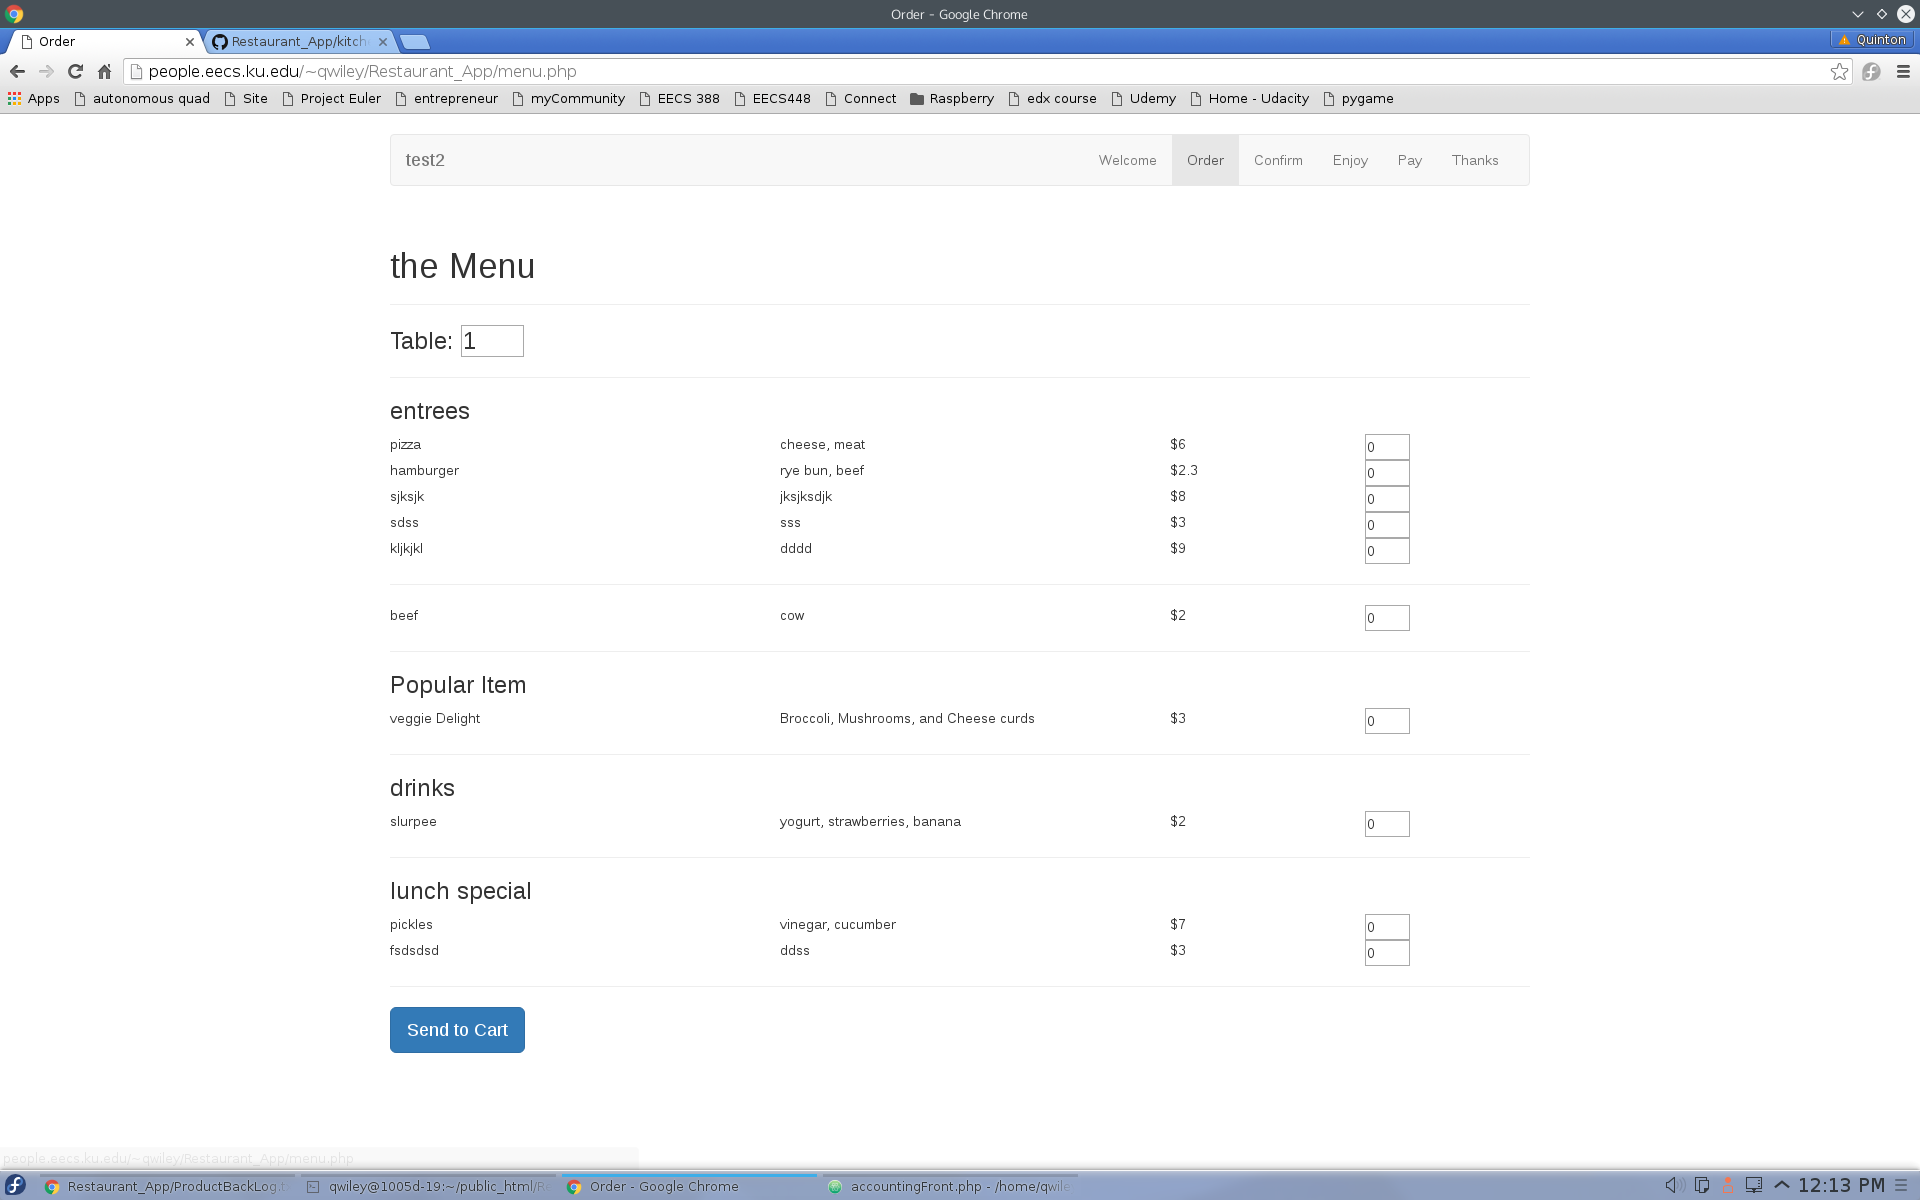 Order - Google Chrome
Order
Restaurant_App/kitch
Quinton
people.eecs.ku.edu/~qwiley/Restaurant_App/menu.php
Apps autonomous quad Site Project Euler entrepreneur myCommunity EECS 388 EECS448 Connect Raspberry edx course Udemy Home - Udacity pygame
test2 Welcome Order Confirm Enjoy Pay Thanks
the Menu
Table: 1
entrees
pizza cheese, meat $6 0
hamburger rye bun, beef $2.3 0
sjksjk jksjksdjk $8 0
sdss sss $3 0
kljkjkl dddd $9 0
beef cow $2 0
Popular Item
veggie Delight Broccoli, Mushrooms, and Cheese curds $3 0
drinks
slurpee yogurt, strawberries, banana $2 0
lunch special
pickles vinegar, cucumber $7 0
fsdsdsd ddss $3 0
Send to Cart
people.eecs.ku.edu/~qwiley/Restaurant_App/menu.php
Restaurant_App/ProductBackLog.t qwiley@1005d-19:~/public_html/R Order - Google Chrome accountingFront.php - /home/qwile 12:13 PM